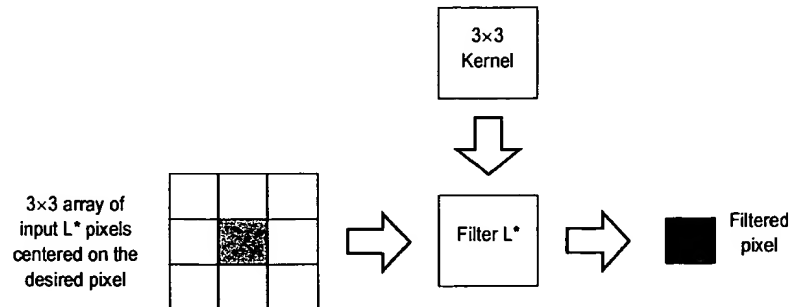 3×3
Kernel
3×3 array of
input L* pixels
centered on the
desired pixel
Filter L*
Filtered
pixel